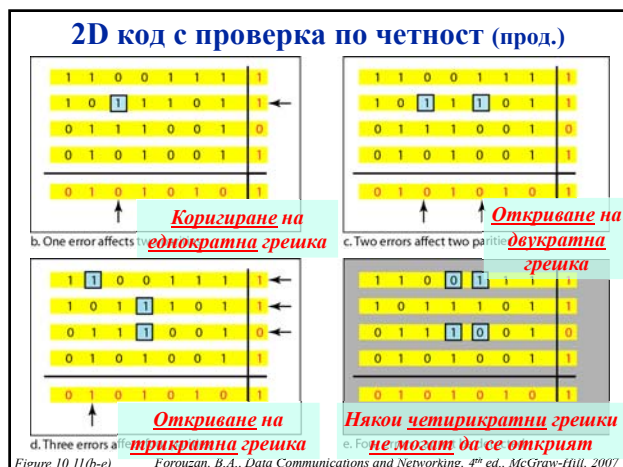 2D код с проверка по четност (прод.)
1 1 0 0 1 1 1 1
1 0 1 1 1 0 1 1
0 1 1 1 0 0 1 0
0 1 0 1 0 0 1 1
0 1 0 1 0 1 0 1
Коригиране на
еднократна грешка
b. One error affects two
1 1 0 0 1 1 1 1
1 0 1 1 1 0 1 1
0 1 1 1 0 0 1 0
0 1 0 1 0 0 1 1
0 1 0 1 0 1 0 1
Откриване на
двукратна
грешка
c. Two errors affect two parities
1 1 0 0 1 1 1 1
1 0 1 1 1 0 1 1
0 1 1 1 0 0 1 0
0 1 0 1 0 0 1 1
0 1 0 1 0 1 0 1
Откриване на
трикратна грешка
d. Three errors
1 1 0 0 1 1 1 1
1 0 1 1 1 0 1 1
0 1 1 1 0 0 1 0
0 1 0 1 0 0 1 1
0 1 0 1 0 1 0 1
Някои четирикратни грешки
не могат да се открият
Figure 10.11(b-e) Forouzan, B.A., Data Communications and Networking, 4th ed., McGraw-Hill, 2007